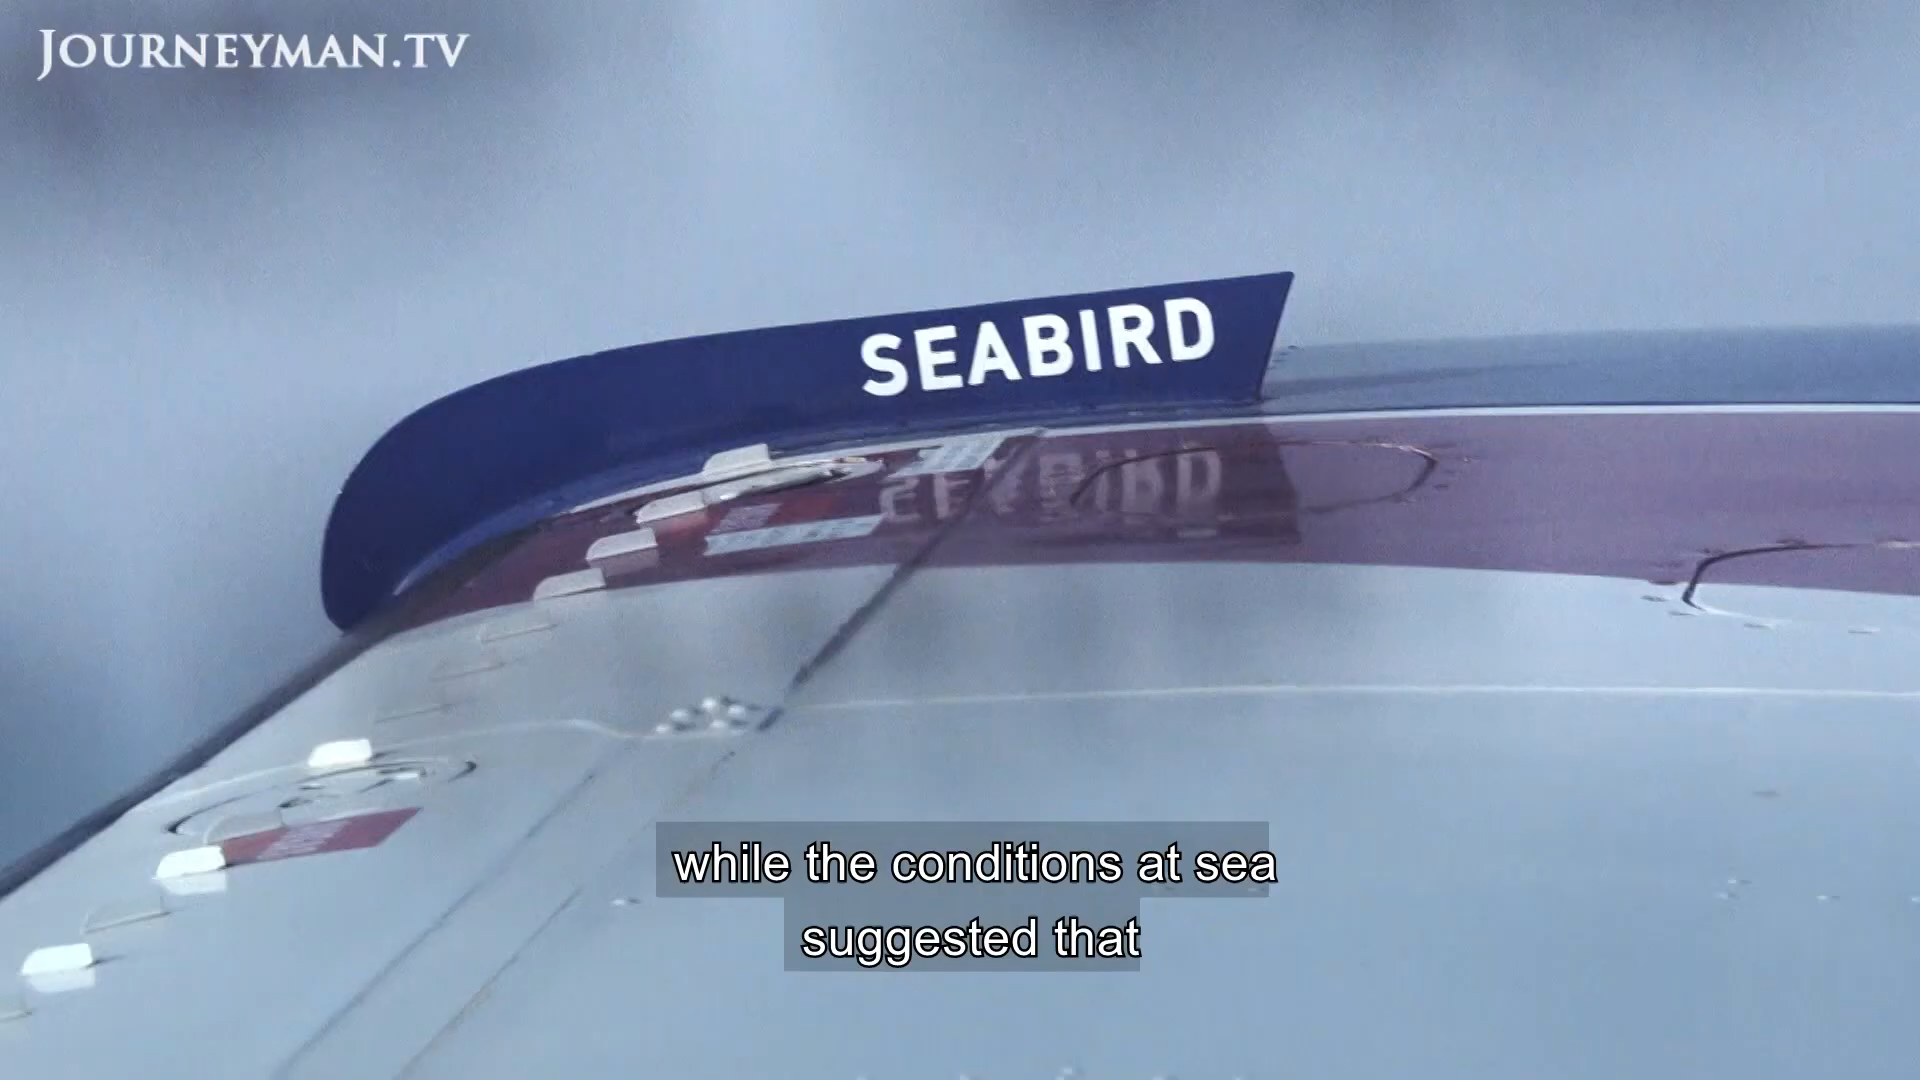 JOURNEYMAN.TV
SEABIRD
while the conditions at sea
suggested that